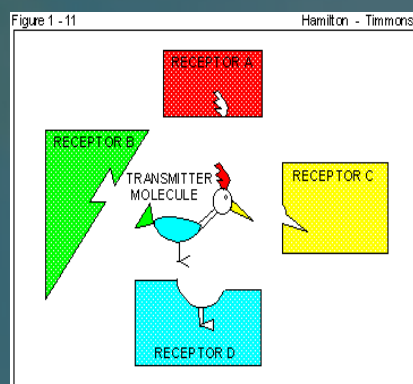 Figure 1 - 11
Hamilton - Timmons
RECEPTOR A
RECEPTOR B
TRANSMITTER
MOLECULE
RECEPTOR C
RECEPTOR D